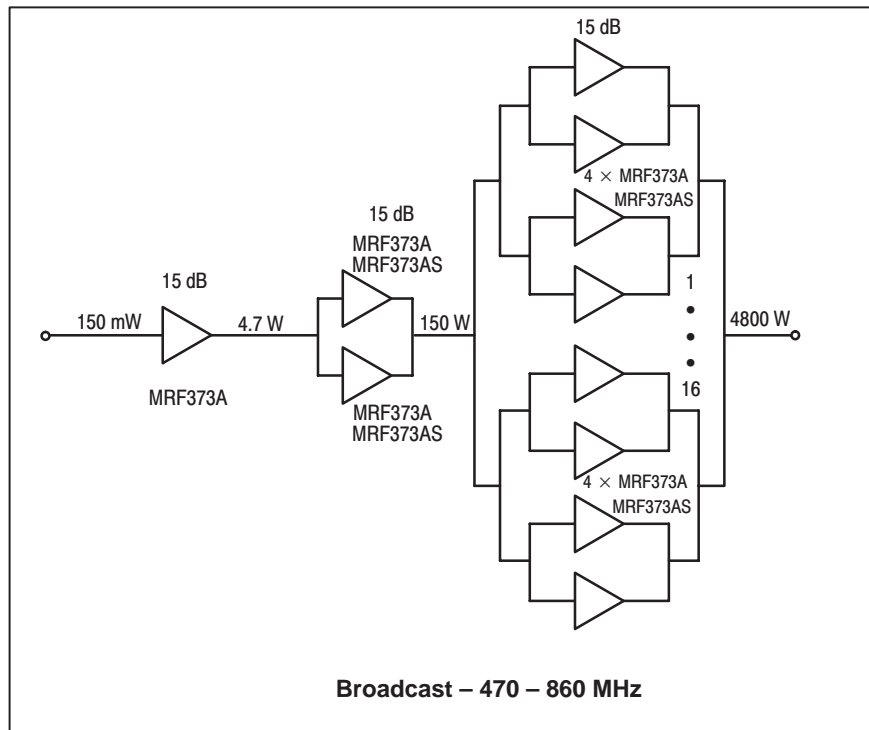 15 dB
4 × MRF373A
MRF373AS
15 dB
MRF373A
MRF373AS
15 dB
1
150 mW
4.7 W
150 W
4800 W
16
MRF373A
MRF373A
MRF373AS
4 × MRF373A
MRF373AS
Broadcast – 470 – 860 MHz